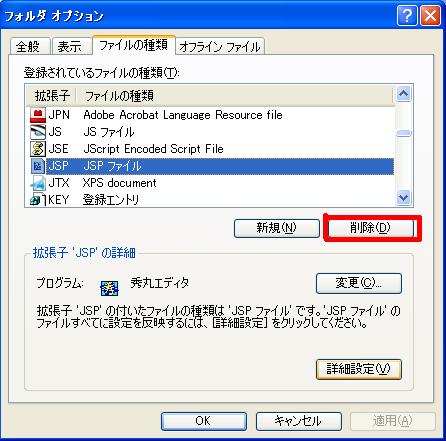 フォルダ オプション
全般 表示 ファイルの種類 オフライン ファイル
登録されているファイルの種類(T):
拡張子 ファイルの種類
JPN Adobe Acrobat Language Resource file
JS JS ファイル
JSE JScript Encoded Script File
JSP JSP ファイル
JTX XPS document
KEY 登録エントリ
新規(N) 削除(D)
拡張子 'JSP' の詳細
プログラム: 秀丸エディタ 変更(C)...
拡張子 'JSP' の付いたファイルの種類は 'JSP ファイル' です。'JSP ファイル' の
ファイルすべてに設定を反映するには、[詳細設定] をクリックしてください。
詳細設定(V)
OK キャンセル 適用(A)